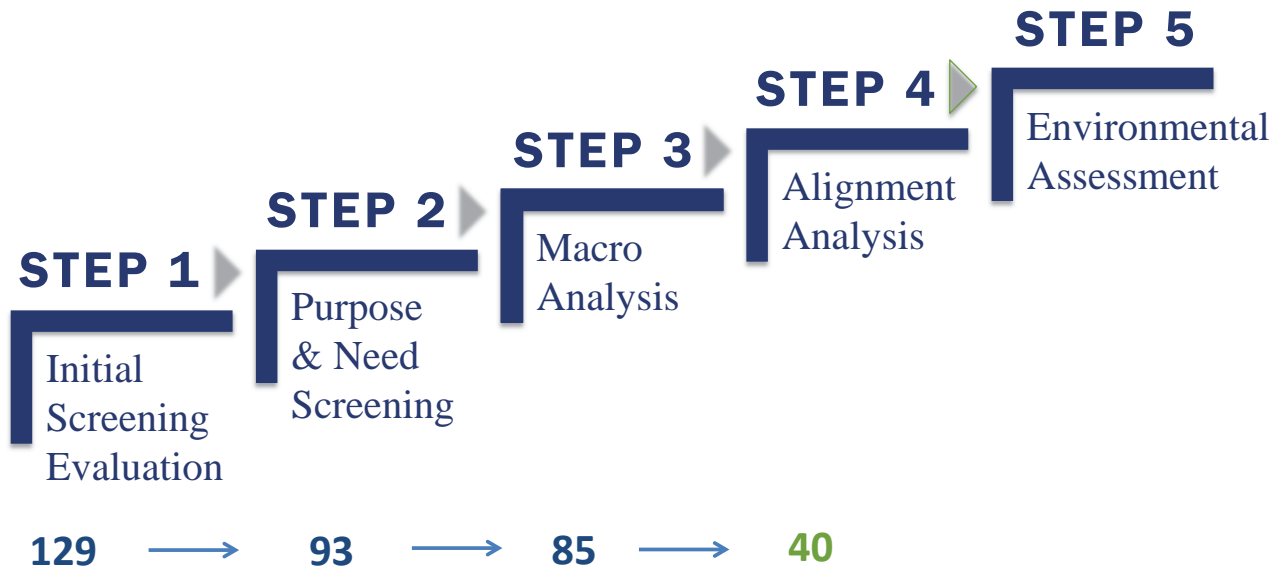 STEP 1
Initial
Screening
Evaluation
STEP 2
Purpose
& Need
Screening
STEP 3
Macro
Analysis
STEP 4
Alignment
Analysis
STEP 5
Environmental
Assessment
129
93
85
40